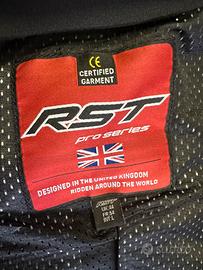 CE
CERTIFIED
GARMENT
RST
pro series
DESIGNED IN THE UNITED KINGDOM
RIDDEN AROUND THE WORLD